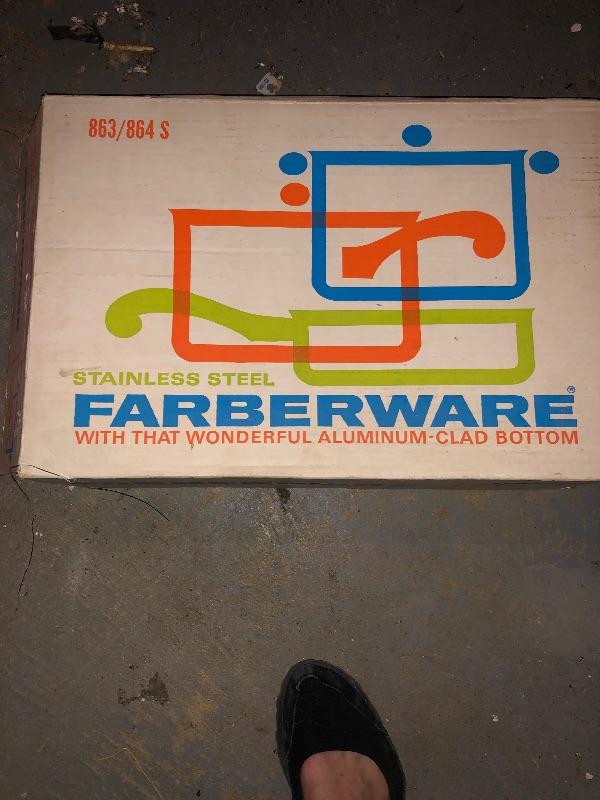 863/864 S
STAINLESS STEEL
FARBERWARE®
WITH THAT WONDERFUL ALUMINUM-CLAD BOTTOM